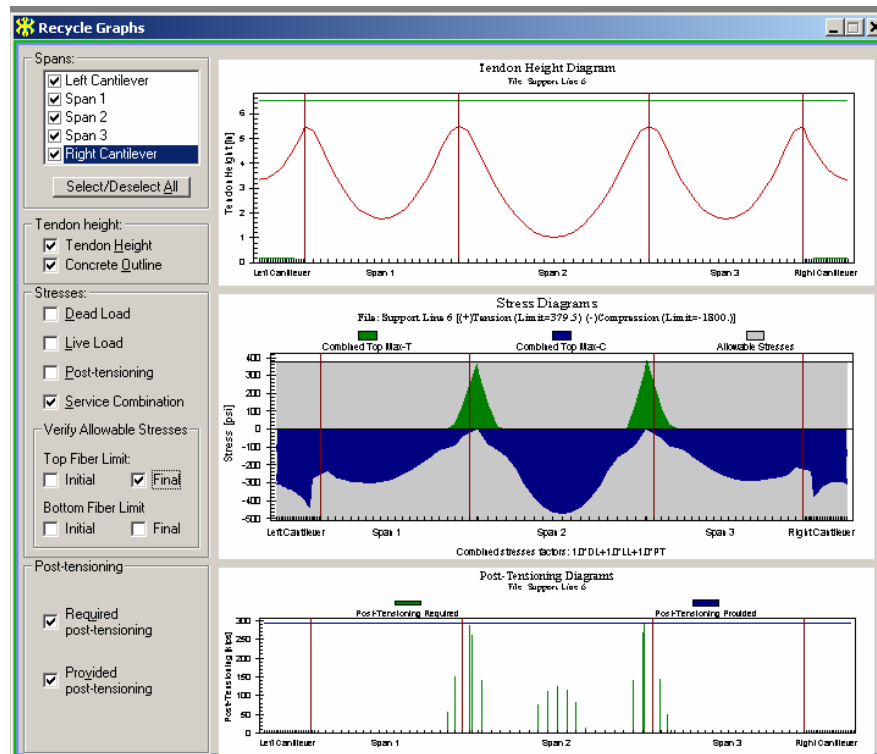 Recycle Graphs
Spans:
Left Cantilever
Span 1
Span 2
Span 3
Right Cantilever
Select/Deselect All
Tendon height:
Tendon Height
Concrete Outline
Stresses:
Dead Load
Live Load
Post-tensioning
Service Combination
Verify Allowable Stresses
Top Fiber Limit:
Initial Final
Bottom Fiber Limit
Initial Final
Post-tensioning
Required
post-tensioning
Provided
post-tensioning
Tendon Height Diagram
File: Support Line 6
Tendon Height [in]
6
5
4
3
2
1
0
Left Cantilever Span 1 Span 2 Span 3 Right Cantilever
Stress Diagrams
File: Support Line 6 [(+)Tension (Limit=379.5) (-)Compression (Limit=-1800.)]
Combined Top Max-T Combined Top Max-C Allowable Stresses
Stress [psi]
400
300
200
100
0
-100
-200
-300
-400
-500
Left Cantilever Span 1 Span 2 Span 3 Right Cantilever
Combined stresses factors: 1.0*DL+1.0*LL+1.0*PT
Post-Tensioning Diagrams
File: Support Line 6
Post-Tensioning Required Post-Tensioning Provided
Post-Tensioning [kips]
300
250
200
150
100
50
0
Left Cantilever Span 1 Span 2 Span 3 Right Cantilever